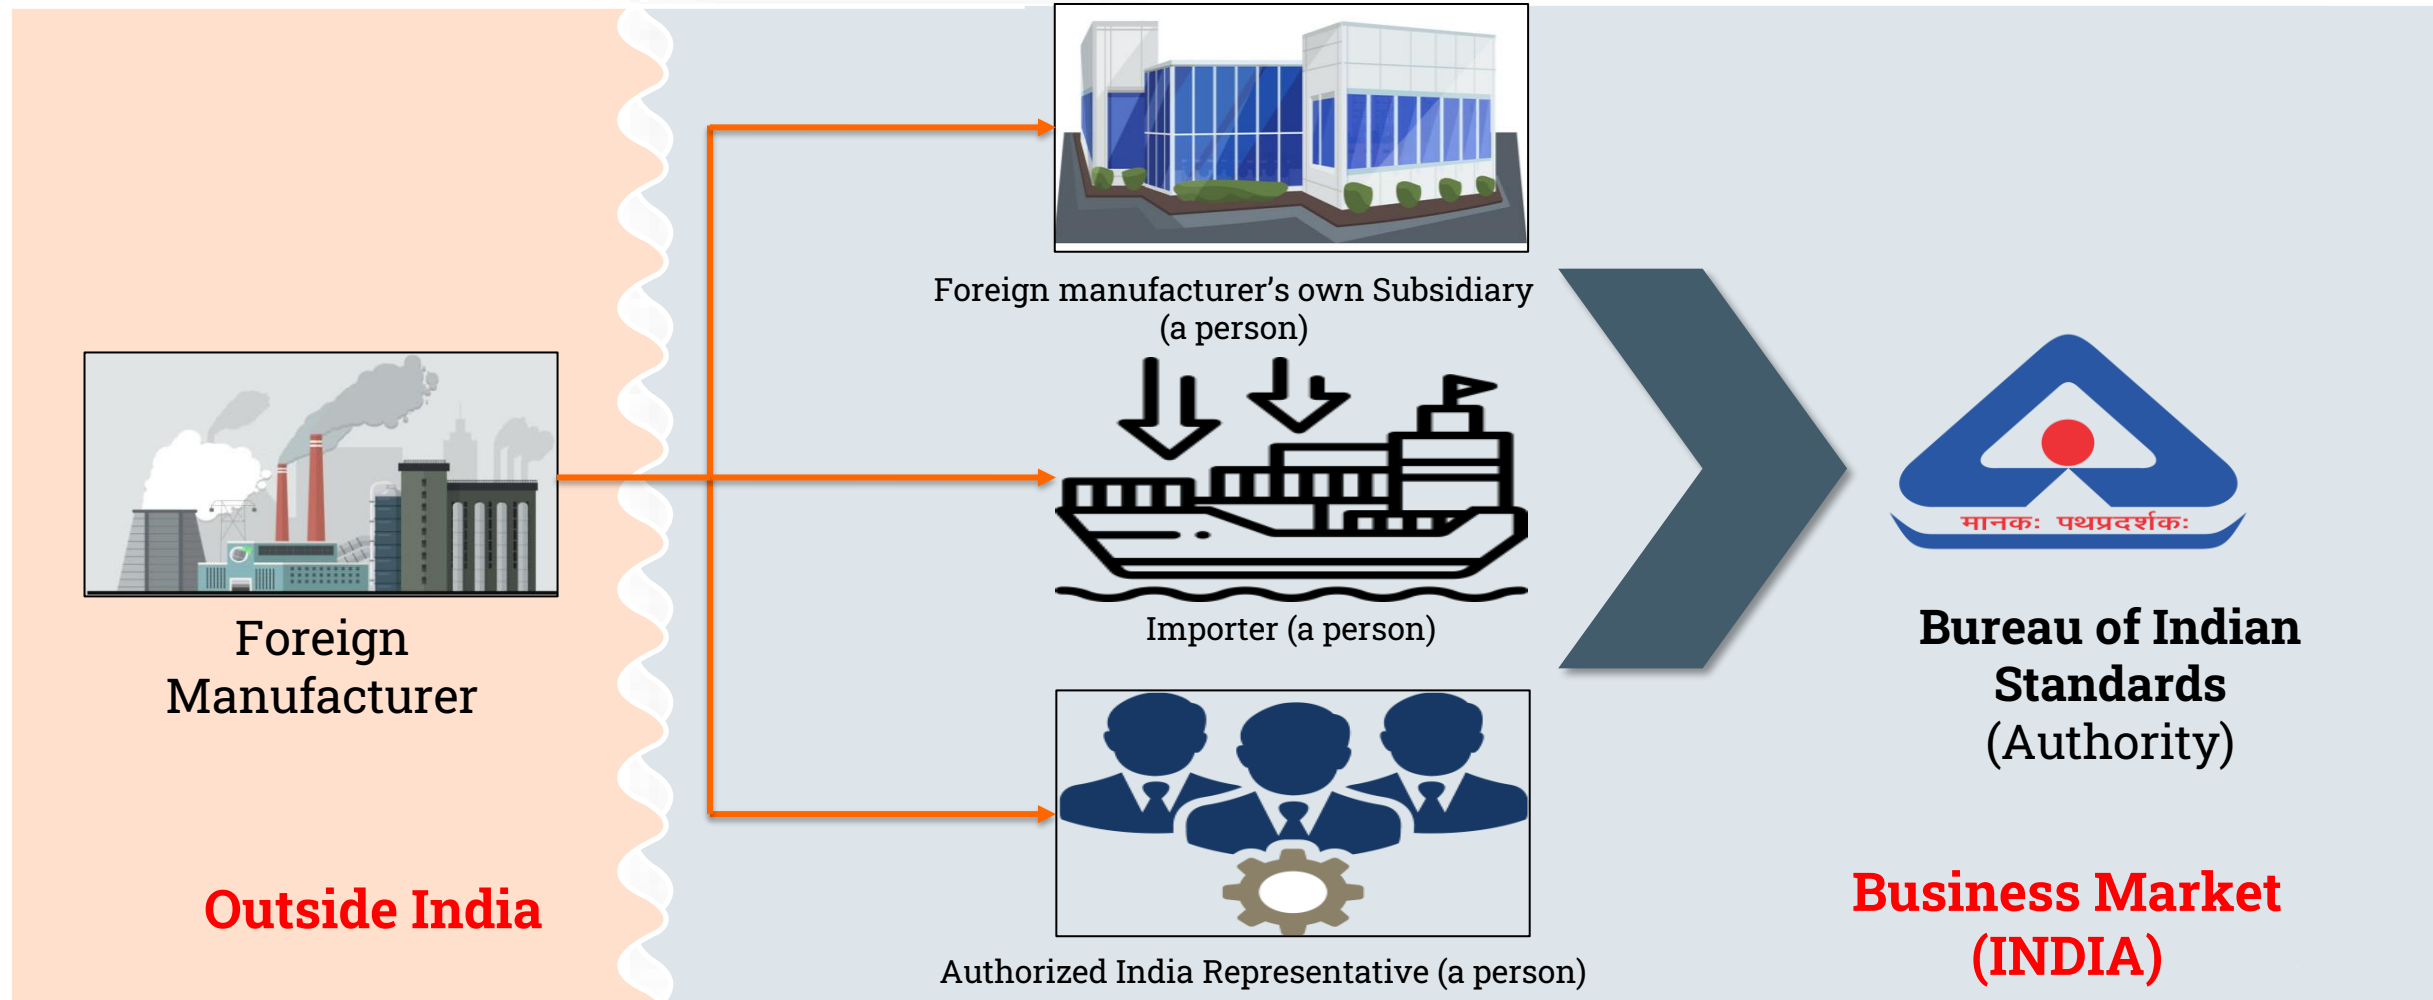 Foreign manufacturer's own Subsidiary
(a person)
Foreign
Manufacturer
Importer (a person)
मानकः पथप्रदर्शकः
Bureau of Indian
Standards
(Authority)
Outside India
Authorized India Representative (a person)
Business Market
(INDIA)